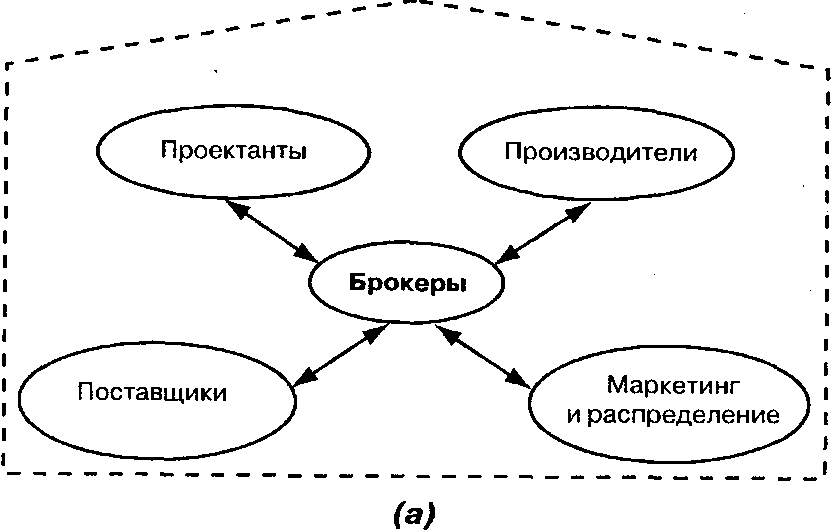 Проектанты
Производители
Брокеры
Поставщики
Маркетинг
и распределение
(а)